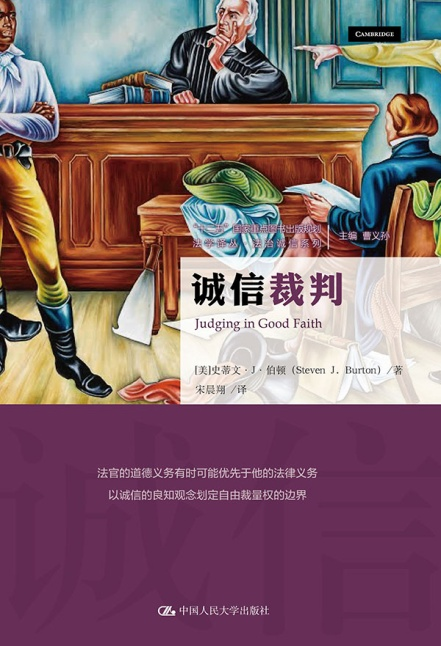 CAMBRIDGE
“十二五”国家重点图书出版规划
法学译丛·法治诚信系列
主编 曹义孙
诚信裁判
Judging in Good Faith
[美]史蒂文·J·伯顿（Steven J. Burton）/著
宋晨翔 /译
诚信
法官的道德义务有时可能优先于他的法律义务
以诚信的良知观念划定自由裁量权的边界
中国人民大学出版社